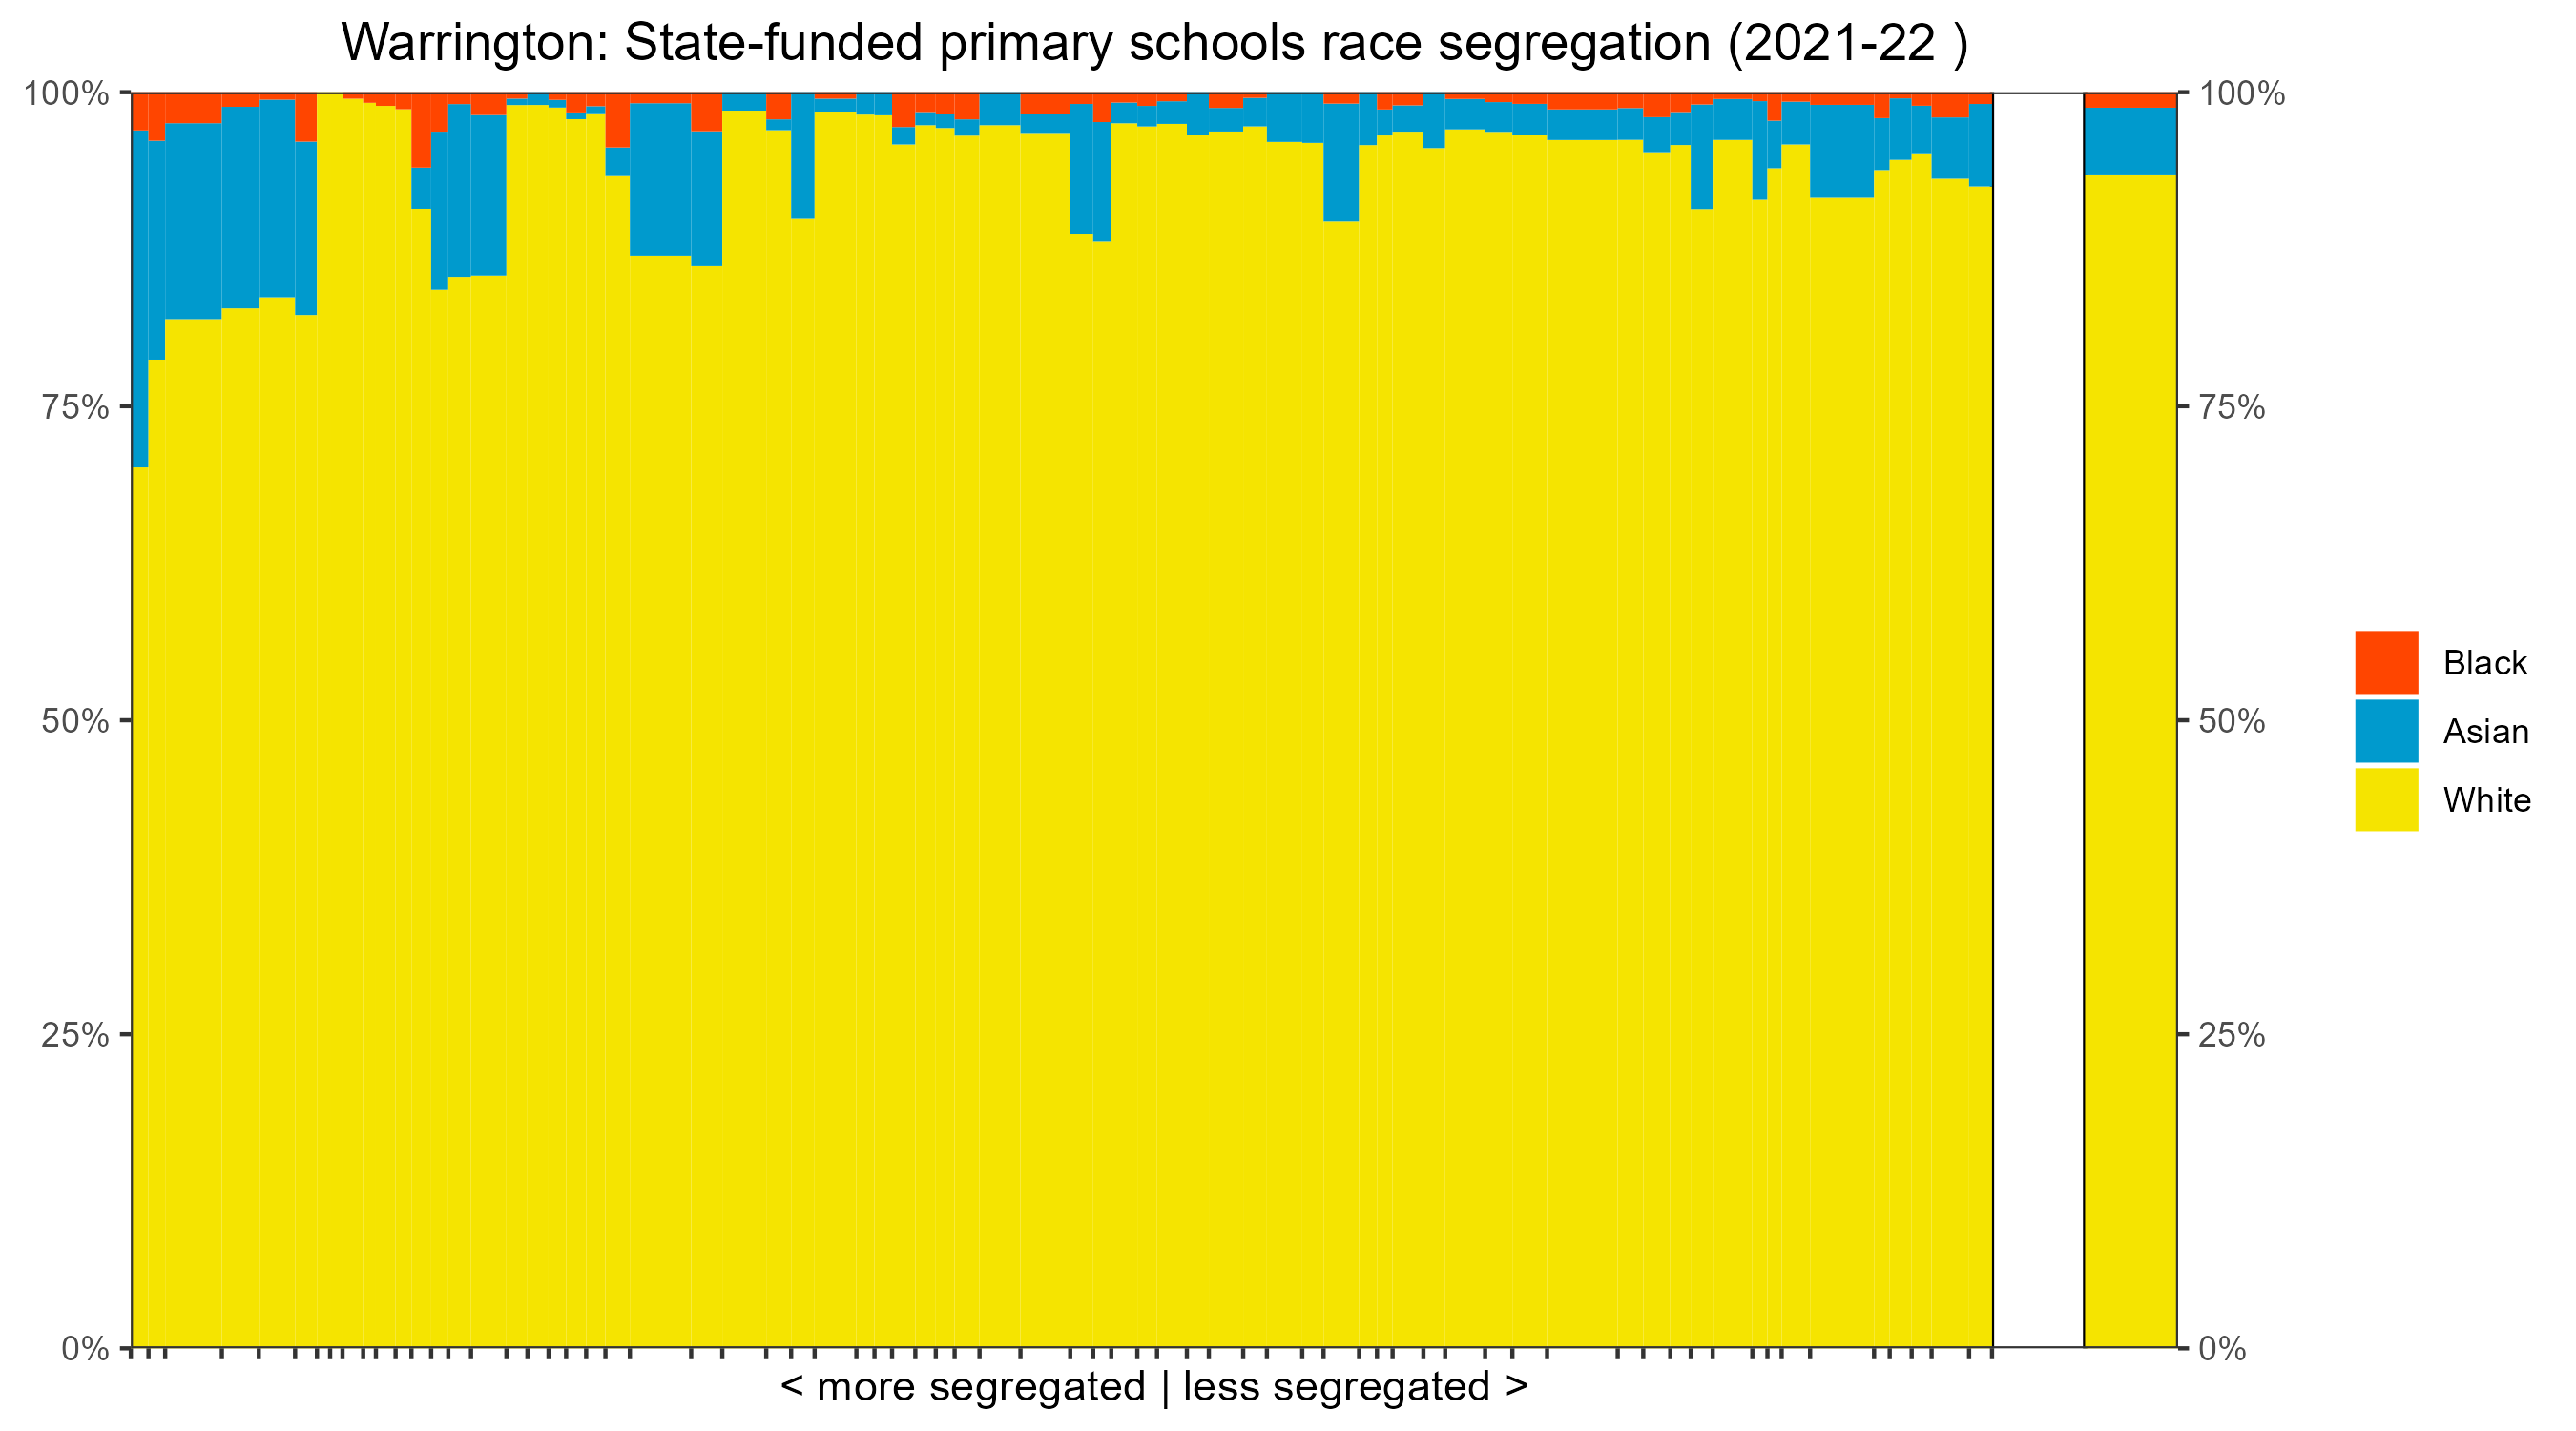 Warrington: State-funded primary schools race segregation (2021-22 )
100%
75%
50%
25%
0%
100%
75%
50%
25%
0%
Black
Asian
White
< more segregated | less segregated >